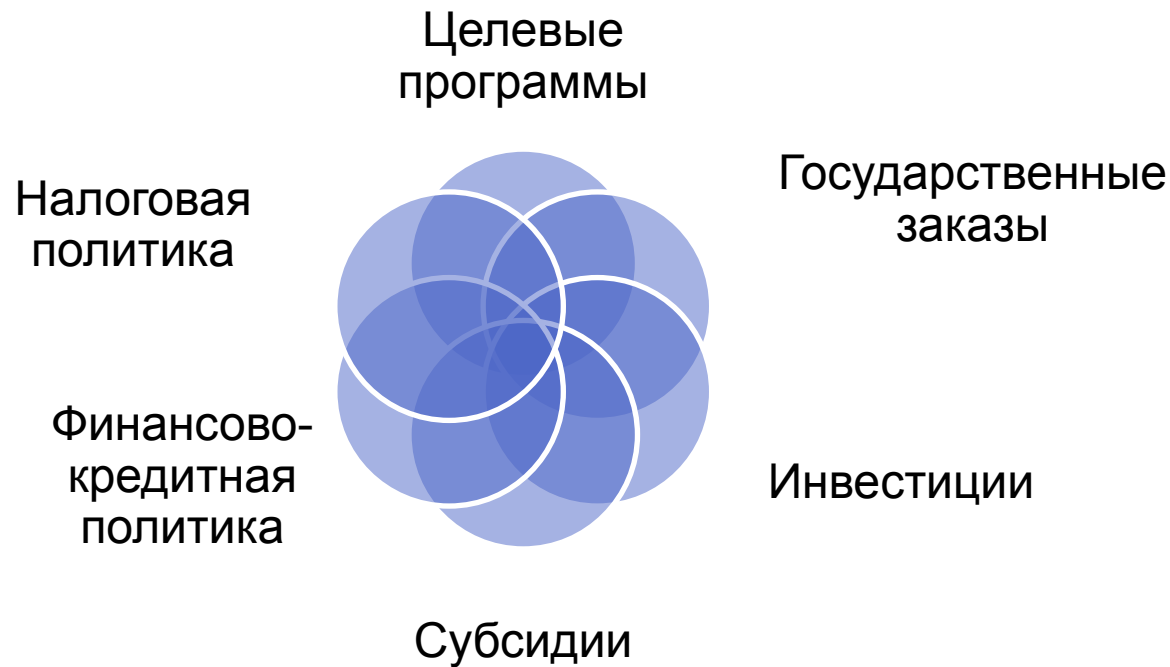 Целевые
программы
Государственные
заказы
Налоговая
политика
Финансово-
кредитная
политика
Инвестиции
Субсидии